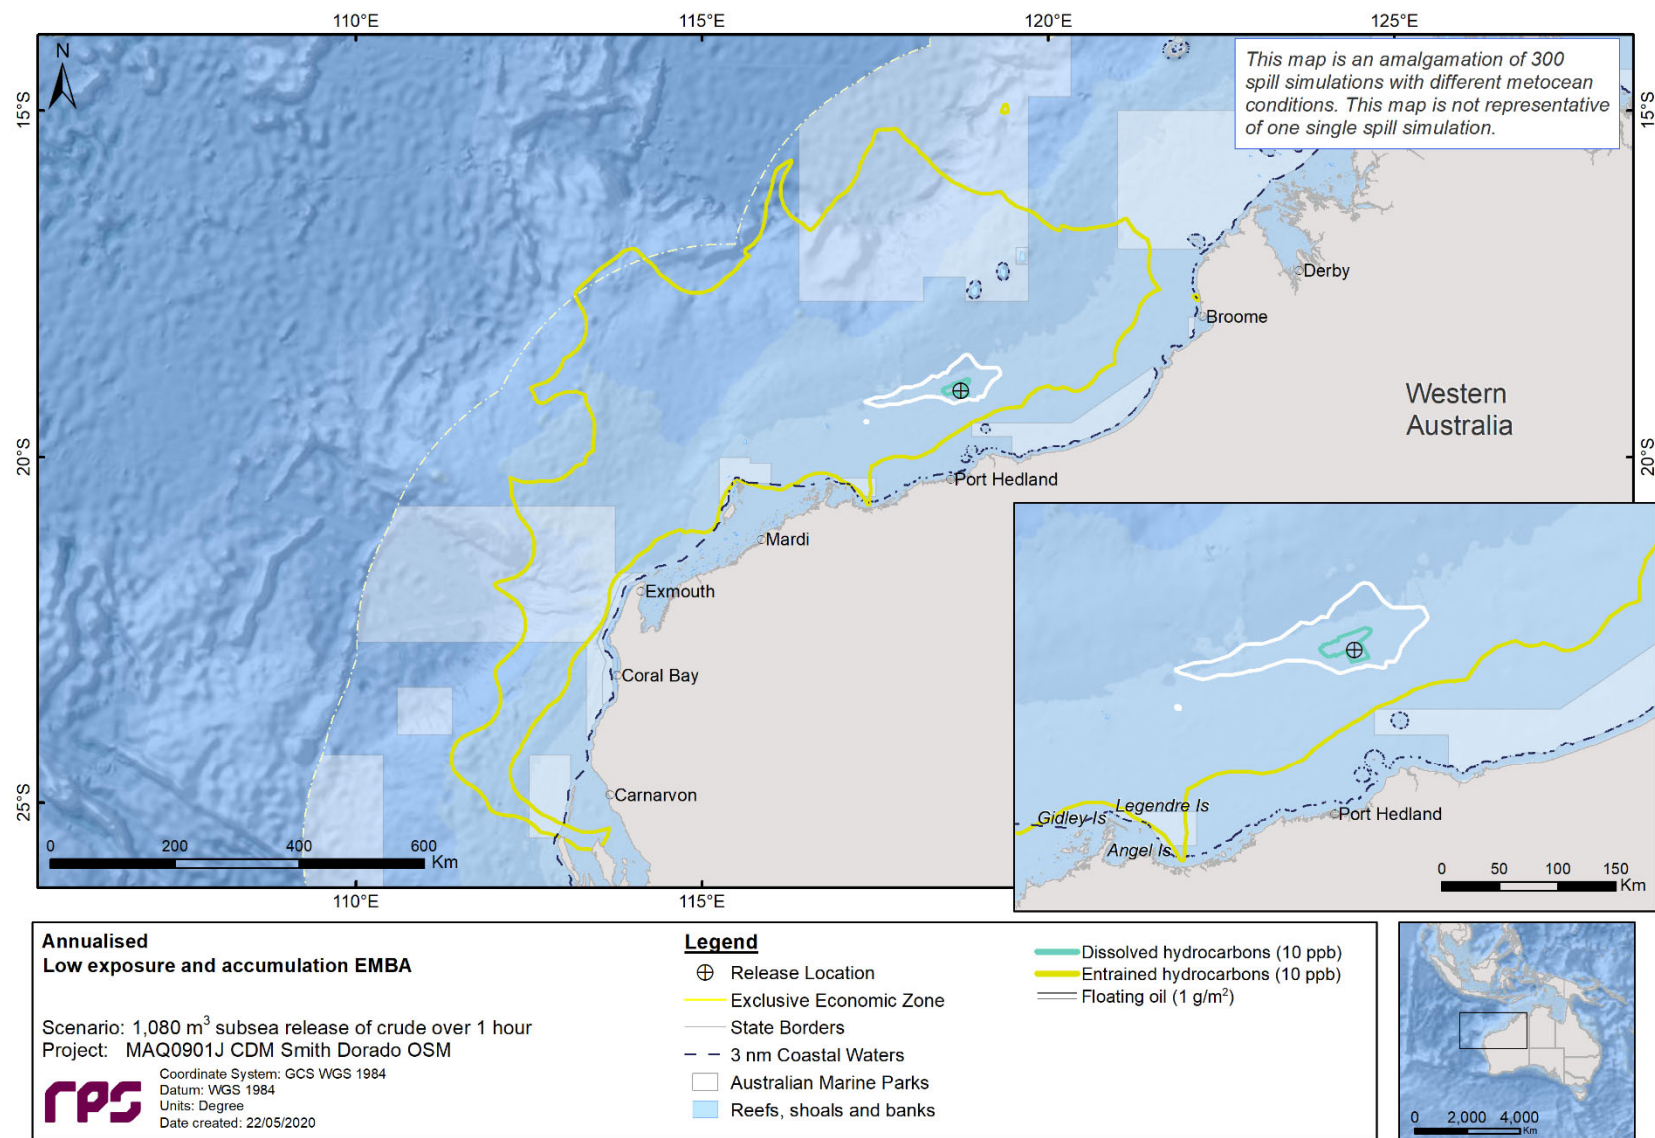 110°E
115°E
120°E
125°E
N
This map is an amalgamation of 300
spill simulations with different metocean
conditions. This map is not representative
of one single spill simulation.
15°S
15°S
Derby
Broome
Western
Australia
20°S
20°S
Port Hedland
Mardi
Exmouth
Coral Bay
Carnarvon
25°S
0 200 400 600
Km
Legendre Is
Gidley Is
Port Hedland
Angel Is
0 50 100 150
Km
110°E
115°E
Annualised
Low exposure and accumulation EMBA
Scenario: 1,080 m³ subsea release of crude over 1 hour
Project: MAQ0901J CDM Smith Dorado OSM
rps
Coordinate System: GCS WGS 1984
Datum: WGS 1984
Units: Degree
Date created: 22/05/2020
Legend
Release Location
Exclusive Economic Zone
State Borders
3 nm Coastal Waters
Australian Marine Parks
Reefs, shoals and banks
Dissolved hydrocarbons (10 ppb)
Entrained hydrocarbons (10 ppb)
Floating oil (1 g/m²)
0 2,000 4,000
Km